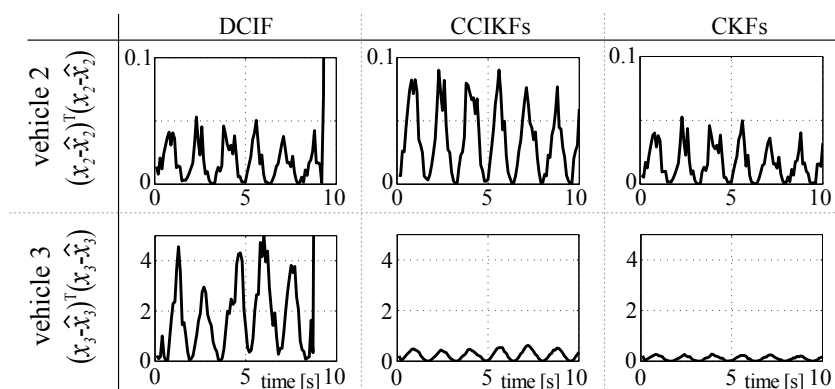 DCIF CCIKFs CKFs
vehicle 2
(x₂-x̂₂)ᵀ(x₂-x̂₂)
0.1 0.1 0.1
0 0 0
0 5 10 0 5 10 0 5 10
vehicle 3
(x₃-x̂₃)ᵀ(x₃-x̂₃)
4 4 4
2 2 2
0 0 0
0 5 10 0 5 10 0 5 10
time [s] time [s] time [s]